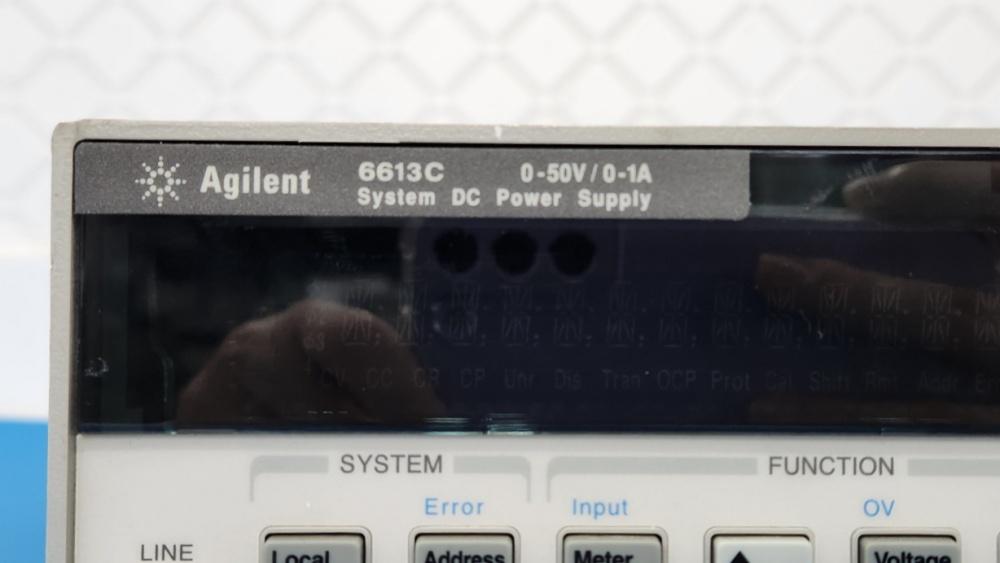 Agilent 6613C 0-50V / 0-1A
System DC Power Supply
CV CC CR CP Unr Dis Tran OCP Prot Cal Shift Rmt Addr
SYSTEM FUNCTION
Error Input OV
LINE Local Address Meter Voltage